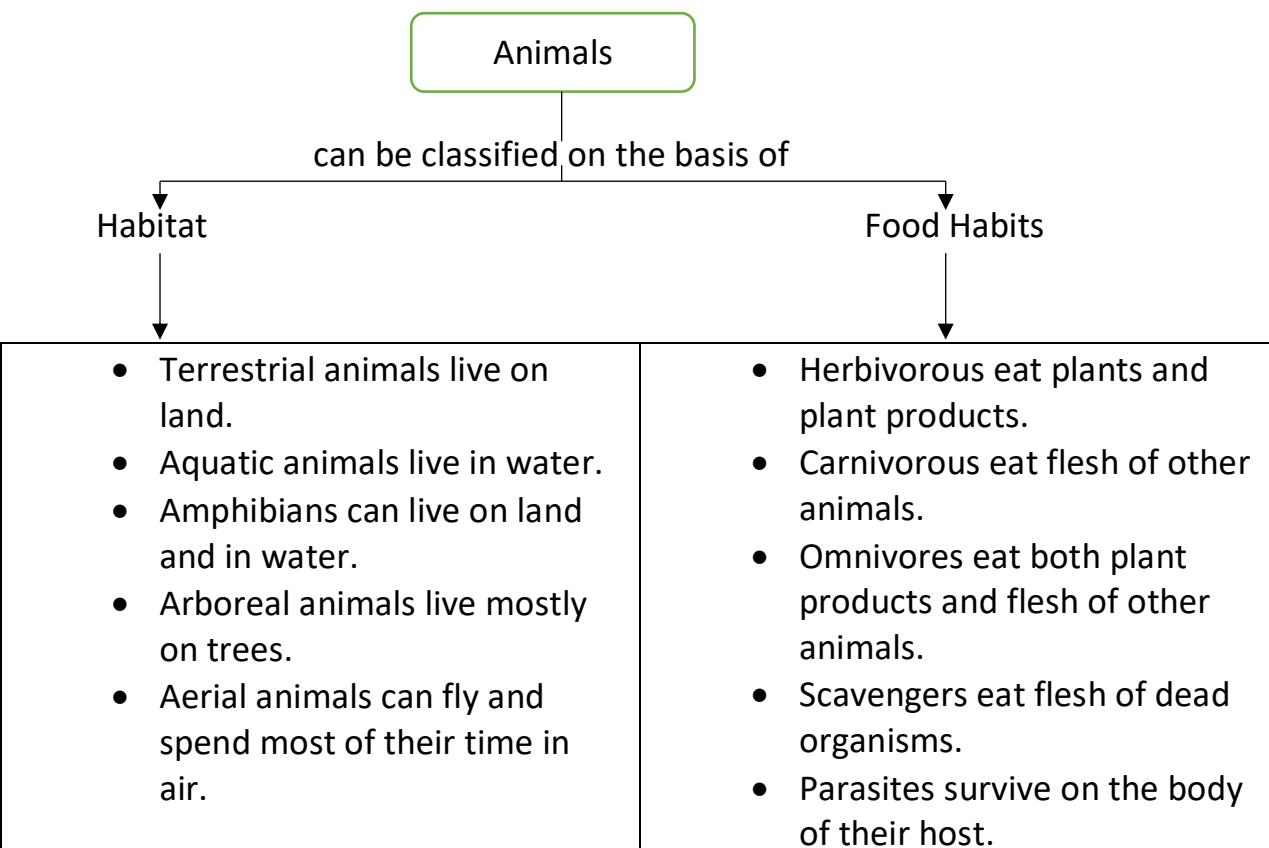 Animals
can be classified on the basis of
Habitat
Food Habits
• Terrestrial animals live on
land.
• Aquatic animals live in water.
• Amphibians can live on land
and in water.
• Arboreal animals live mostly
on trees.
• Aerial animals can fly and
spend most of their time in
air.
• Herbivorous eat plants and
plant products.
• Carnivorous eat flesh of other
animals.
• Omnivores eat both plant
products and flesh of other
animals.
• Scavengers eat flesh of dead
organisms.
• Parasites survive on the body
of their host.